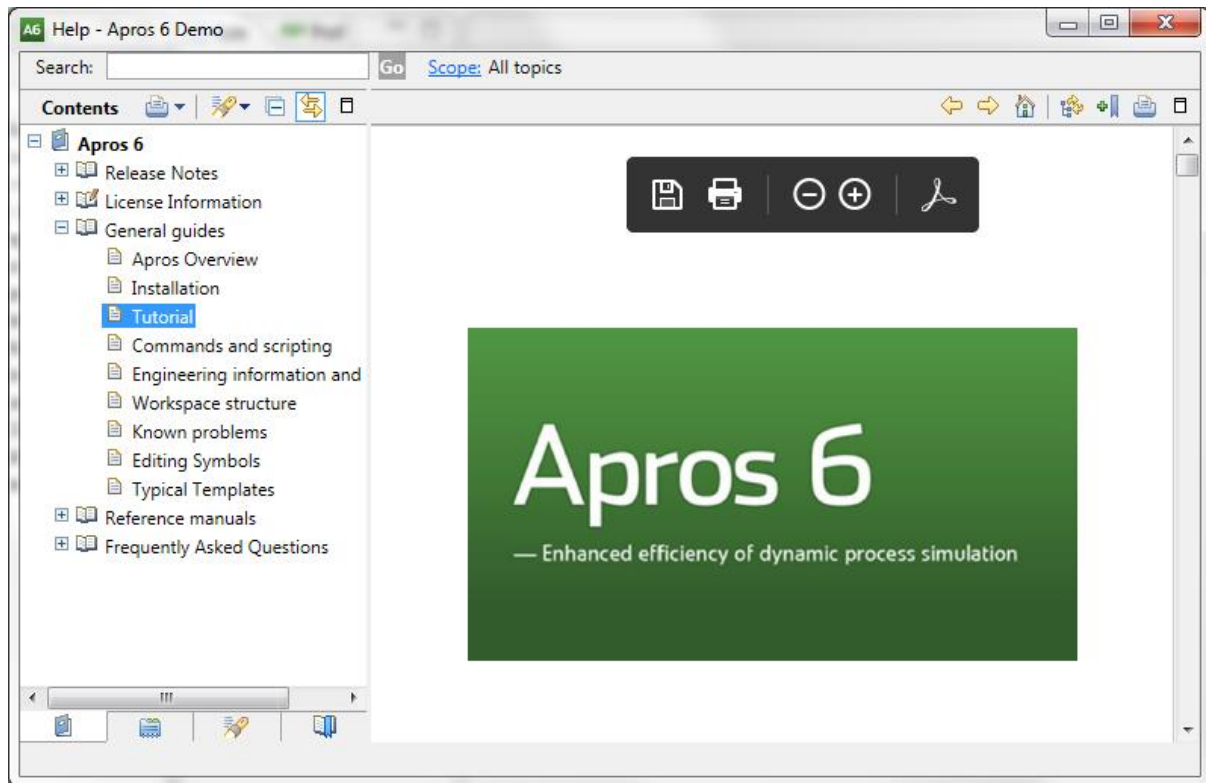 Help - Apros 6 Demo
Search:
Go
Scope: All topics
Contents
Apros 6
Release Notes
License Information
General guides
Apros Overview
Installation
Tutorial
Commands and scripting
Engineering information and
Workspace structure
Known problems
Editing Symbols
Typical Templates
Reference manuals
Frequently Asked Questions
Apros 6
— Enhanced efficiency of dynamic process simulation